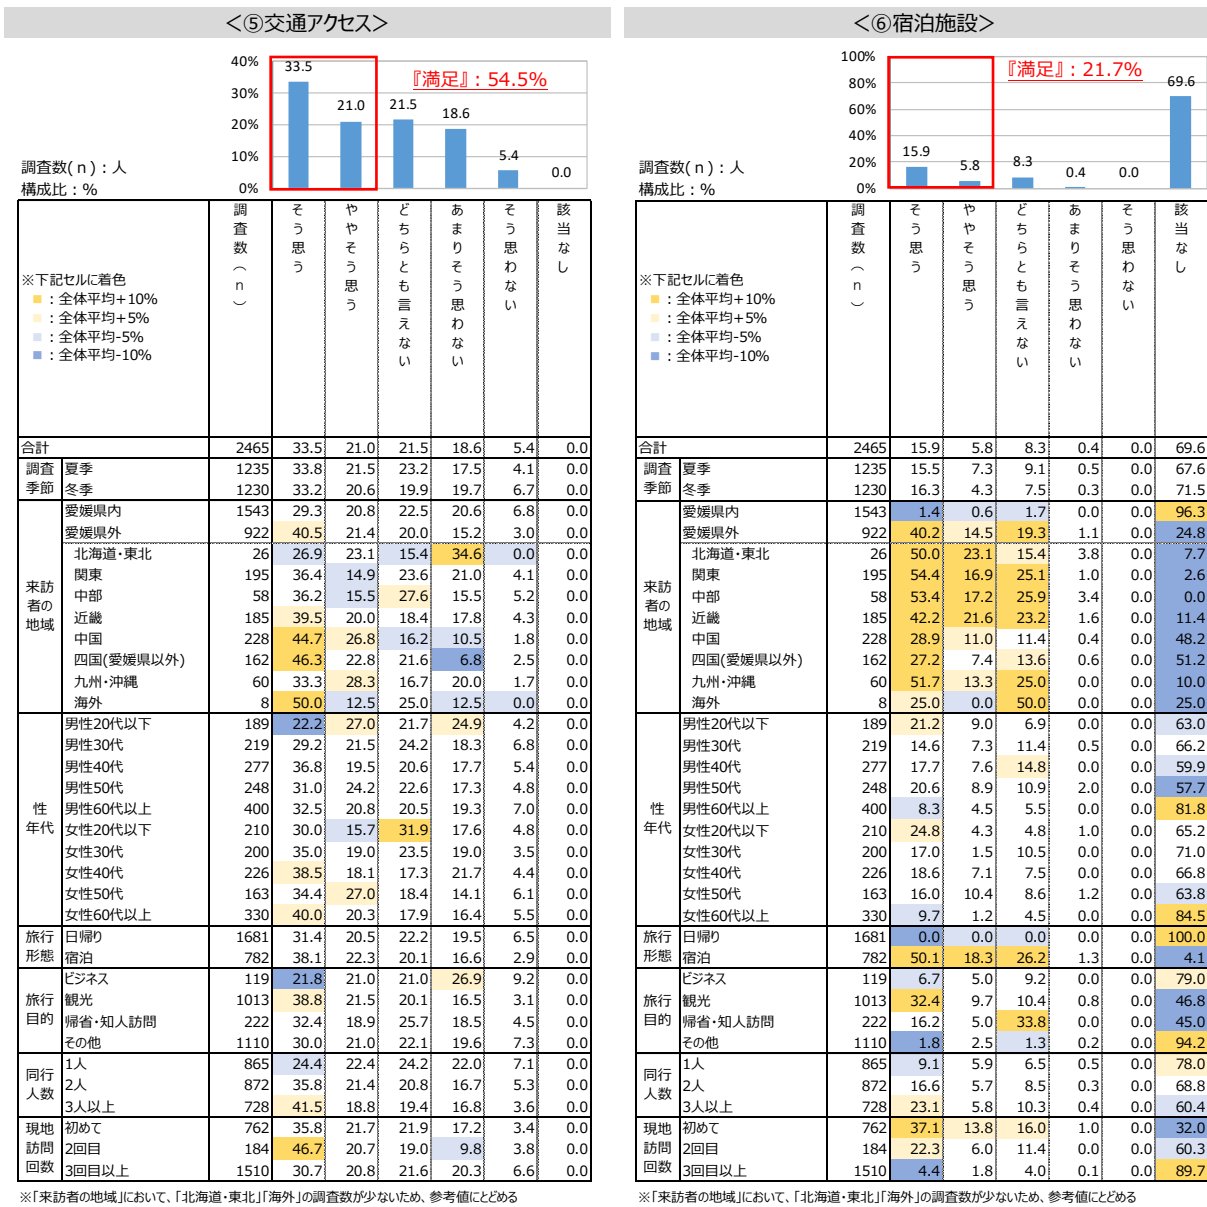 <⑤交通アクセス>
40%
30%
20%
10%
0%
33.5
21.0
21.5
18.6
5.4
0.0
『満足』：54.5%
調査数(ｎ)：人
構成比：%
※下記セルに着色
■：全体平均+10%
■：全体平均+5%
■：全体平均-5%
■：全体平均-10%
調査数（ｎ） そう思う ややそう思う どちらとも言えない あまりそう思わない そう思わない 該当なし
合計 2465 33.5 21.0 21.5 18.6 5.4 0.0
調査季節
夏季 1235 33.8 21.5 23.2 17.5 4.1 0.0
冬季 1230 33.2 20.6 19.9 19.7 6.7 0.0
来訪者の地域
愛媛県内 1543 29.3 20.8 22.5 20.6 6.8 0.0
愛媛県外 922 40.5 21.4 20.0 15.2 3.0 0.0
北海道・東北 26 26.9 23.1 15.4 34.6 0.0 0.0
関東 195 36.4 14.9 23.6 21.0 4.1 0.0
中部 58 36.2 15.5 27.6 15.5 5.2 0.0
近畿 185 39.5 20.0 18.4 17.8 4.3 0.0
中国 228 44.7 26.8 16.2 10.5 1.8 0.0
四国(愛媛県以外) 162 46.3 22.8 21.6 6.8 2.5 0.0
九州・沖縄 60 33.3 28.3 16.7 20.0 1.7 0.0
海外 8 50.0 12.5 25.0 12.5 0.0 0.0
性年代
男性20代以下 189 22.2 27.0 21.7 24.9 4.2 0.0
男性30代 219 29.2 21.5 24.2 18.3 6.8 0.0
男性40代 277 36.8 19.5 20.6 17.7 5.4 0.0
男性50代 248 31.0 24.2 22.6 17.3 4.8 0.0
男性60代以上 400 32.5 20.8 20.5 19.3 7.0 0.0
女性20代以下 210 30.0 15.7 31.9 17.6 4.8 0.0
女性30代 200 35.0 19.0 23.5 19.0 3.5 0.0
女性40代 226 38.5 18.1 17.3 21.7 4.4 0.0
女性50代 163 34.4 27.0 18.4 14.1 6.1 0.0
女性60代以上 330 40.0 20.3 17.9 16.4 5.5 0.0
旅行形態
日帰り 1681 31.4 20.5 22.2 19.5 6.5 0.0
宿泊 782 38.1 22.3 20.1 16.6 2.9 0.0
旅行目的
ビジネス 119 21.8 21.0 21.0 26.9 9.2 0.0
観光 1013 38.8 21.5 20.1 16.5 3.1 0.0
帰省・知人訪問 222 32.4 18.9 25.7 18.5 4.5 0.0
その他 1110 30.0 21.0 22.1 19.6 7.3 0.0
同行人数
1人 865 24.4 22.4 24.2 22.0 7.1 0.0
2人 872 35.8 21.4 20.8 16.7 5.3 0.0
3人以上 728 41.5 18.8 19.4 16.8 3.6 0.0
現地訪問回数
初めて 762 35.8 21.7 21.9 17.2 3.4 0.0
2回目 184 46.7 20.7 19.0 9.8 3.8 0.0
3回目以上 1510 30.7 20.8 21.6 20.3 6.6 0.0
※「来訪者の地域」において、「北海道・東北」「海外」の調査数が少ないため、参考値にとどめる
<⑥宿泊施設>
100%
80%
60%
40%
20%
0%
15.9
5.8
8.3
0.4
0.0
69.6
『満足』：21.7%
調査数(ｎ)：人
構成比：%
※下記セルに着色
■：全体平均+10%
■：全体平均+5%
■：全体平均-5%
■：全体平均-10%
調査数（ｎ） そう思う ややそう思う どちらとも言えない あまりそう思わない そう思わない 該当なし
合計 2465 15.9 5.8 8.3 0.4 0.0 69.6
調査季節
夏季 1235 15.5 7.3 9.1 0.5 0.0 67.6
冬季 1230 16.3 4.3 7.5 0.3 0.0 71.5
来訪者の地域
愛媛県内 1543 1.4 0.6 1.7 0.0 0.0 96.3
愛媛県外 922 40.2 14.5 19.3 1.1 0.0 24.8
北海道・東北 26 50.0 23.1 15.4 3.8 0.0 7.7
関東 195 54.4 16.9 25.1 1.0 0.0 2.6
中部 58 53.4 17.2 25.9 3.4 0.0 0.0
近畿 185 42.2 21.6 23.2 1.6 0.0 11.4
中国 228 28.9 11.0 11.4 0.4 0.0 48.2
四国(愛媛県以外) 162 27.2 7.4 13.6 0.6 0.0 51.2
九州・沖縄 60 51.7 13.3 25.0 0.0 0.0 10.0
海外 8 25.0 0.0 50.0 0.0 0.0 25.0
性年代
男性20代以下 189 21.2 9.0 6.9 0.0 0.0 63.0
男性30代 219 14.6 7.3 11.4 0.5 0.0 66.2
男性40代 277 17.7 7.6 14.8 0.0 0.0 59.9
男性50代 248 20.6 8.9 10.9 2.0 0.0 57.7
男性60代以上 400 8.3 4.5 5.5 0.0 0.0 81.8
女性20代以下 210 24.8 4.3 4.8 1.0 0.0 65.2
女性30代 200 17.0 1.5 10.5 0.0 0.0 71.0
女性40代 226 18.6 7.1 7.5 0.0 0.0 66.8
女性50代 163 16.0 10.4 8.6 1.2 0.0 63.8
女性60代以上 330 9.7 1.2 4.5 0.0 0.0 84.5
旅行形態
日帰り 1681 0.0 0.0 0.0 0.0 0.0 100.0
宿泊 782 50.1 18.3 26.2 1.3 0.0 4.1
旅行目的
ビジネス 119 6.7 5.0 9.2 0.0 0.0 79.0
観光 1013 32.4 9.7 10.4 0.8 0.0 46.8
帰省・知人訪問 222 16.2 5.0 33.8 0.0 0.0 45.0
その他 1110 1.8 2.5 1.3 0.2 0.0 94.2
同行人数
1人 865 9.1 5.9 6.5 0.5 0.0 78.0
2人 872 16.6 5.7 8.5 0.3 0.0 68.8
3人以上 728 23.1 5.8 10.3 0.4 0.0 60.4
現地訪問回数
初めて 762 37.1 13.8 16.0 1.0 0.0 32.0
2回目 184 22.3 6.0 11.4 0.0 0.0 60.3
3回目以上 1510 4.4 1.8 4.0 0.1 0.0 89.7
※「来訪者の地域」において、「北海道・東北」「海外」の調査数が少ないため、参考値にとどめる